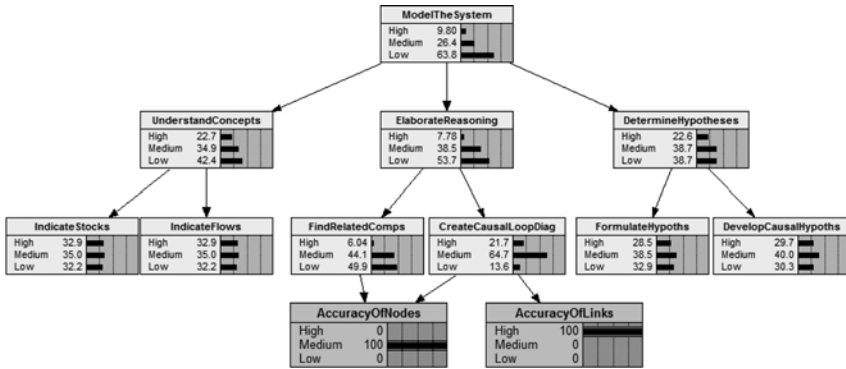 ModelTheSystem
High 9.80
Medium 26.4
Low 63.8
UnderstandConcepts
High 22.7
Medium 34.9
Low 42.4
ElaborateReasoning
High 7.78
Medium 38.5
Low 53.7
DetermineHypotheses
High 22.6
Medium 38.7
Low 38.7
IndicateStocks
High 32.9
Medium 35.0
Low 32.2
IndicateFlows
High 32.9
Medium 35.0
Low 32.2
FindRelatedComps
High 6.04
Medium 44.1
Low 49.9
CreateCausalLoopDiag
High 21.7
Medium 64.7
Low 13.6
FormulateHypoths
High 28.5
Medium 38.5
Low 32.9
DevelopCausalHypoths
High 29.7
Medium 40.0
Low 30.3
AccuracyOfNodes
High 0
Medium 100
Low 0
AccuracyOfLinks
High 100
Medium 0
Low 0